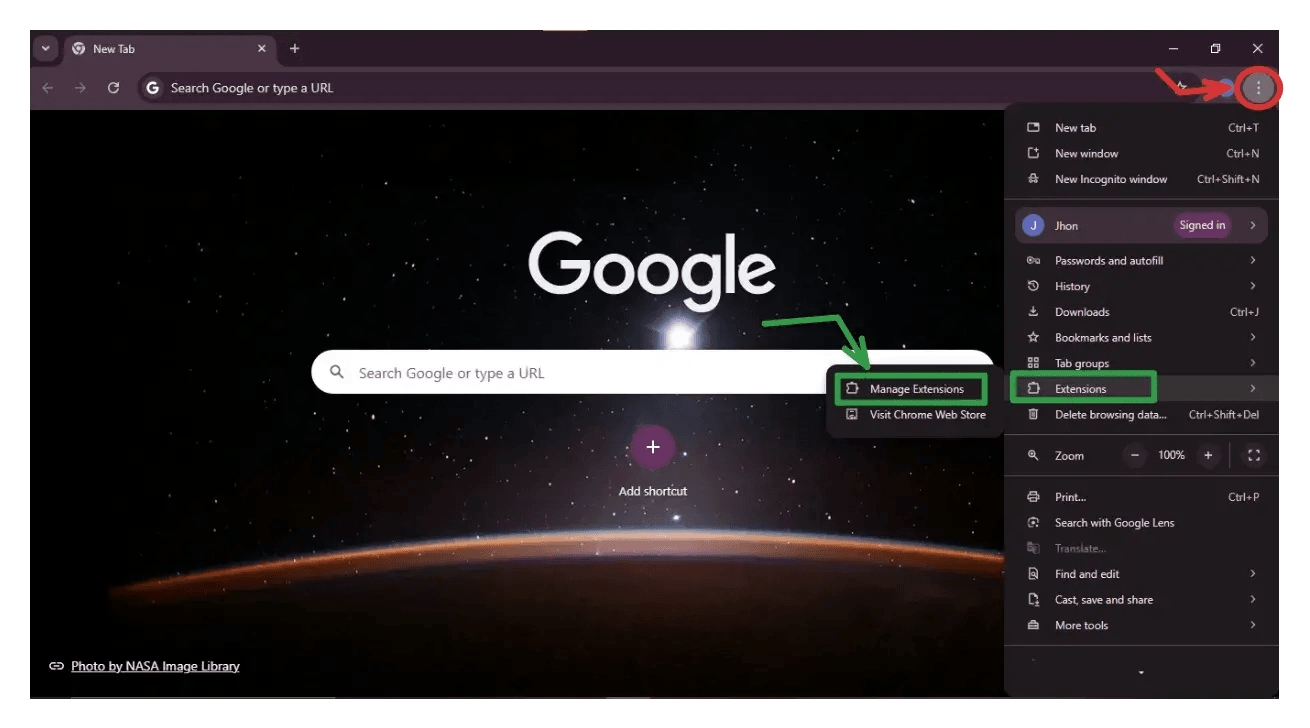 New Tab
G Search Google or type a URL
New tab Ctrl+T
New window Ctrl+N
New Incognito window Ctrl+Shift+N
J Jhon Signed in
Passwords and autofill
History
Downloads Ctrl+J
Bookmarks and lists
Tab groups
Extensions
Delete browsing data... Ctrl+Shift+Del
Zoom − 100% +
Print... Ctrl+P
Search with Google Lens
Translate...
Find and edit
Cast, save and share
More tools
Google
Search Google or type a URL
Manage Extensions
Visit Chrome Web Store
Add shortcut
Photo by NASA Image Library